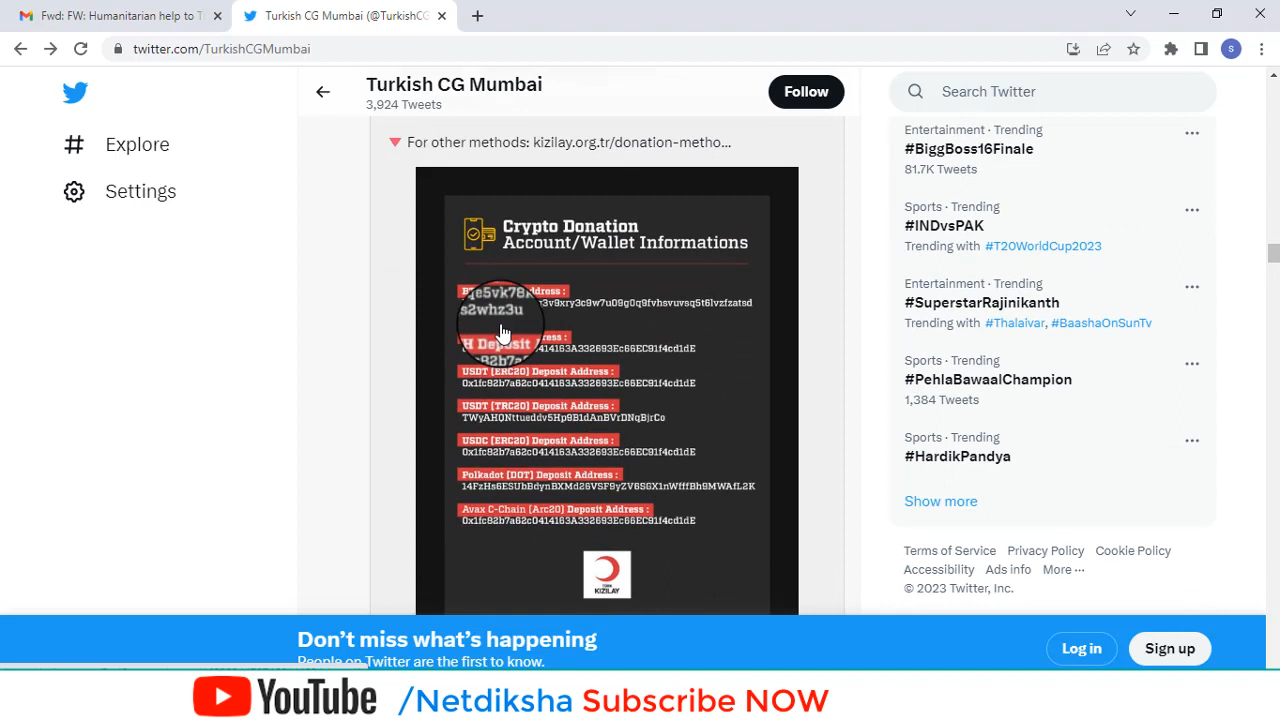 Fwd: FW: Humanitarian help to T
Turkish CG Mumbai (@TurkishCG
twitter.com/TurkishCGMumbai
S
Explore
Settings
Turkish CG Mumbai
3,924 Tweets
Follow
For other methods: kizilay.org.tr/donation-metho...
Crypto Donation
Account/Wallet Informations
USDT (ERC20) Deposit Address :
0x1fc82b7a62c0414163A332693Ec66EC91f4cd1dE
USDT (TRC20) Deposit Address :
USDC (ERC20) Deposit Address :
0x1fc82b7a62c0414163A332693Ec66EC91f4cd1dE
Polkadot (DOT) Deposit Address :
Avax C-Chain (Arc20) Deposit Address :
0x1fc82b7a62c0414163A332693Ec66EC91f4cd1dE
TÜRK
KIZILAY
Search Twitter
Entertainment · Trending
#BiggBoss16Finale
81.7K Tweets
Sports · Trending
#INDvsPAK
Trending with #T20WorldCup2023
Entertainment · Trending
#SuperstarRajinikanth
#Thalaivar, #BaashaOnSunTv
Sports · Trending
#PehlaBawaalChampion
1,384 Tweets
Sports · Trending
#HardikPandya
Show more
Terms of Service Privacy Policy Cookie Policy
Accessibility Ads info More ···
© 2023 Twitter, Inc.
Don't miss what's happening
People on Twitter are the first to know.
Log in
Sign up
YouTube /Netdiksha Subscribe NOW